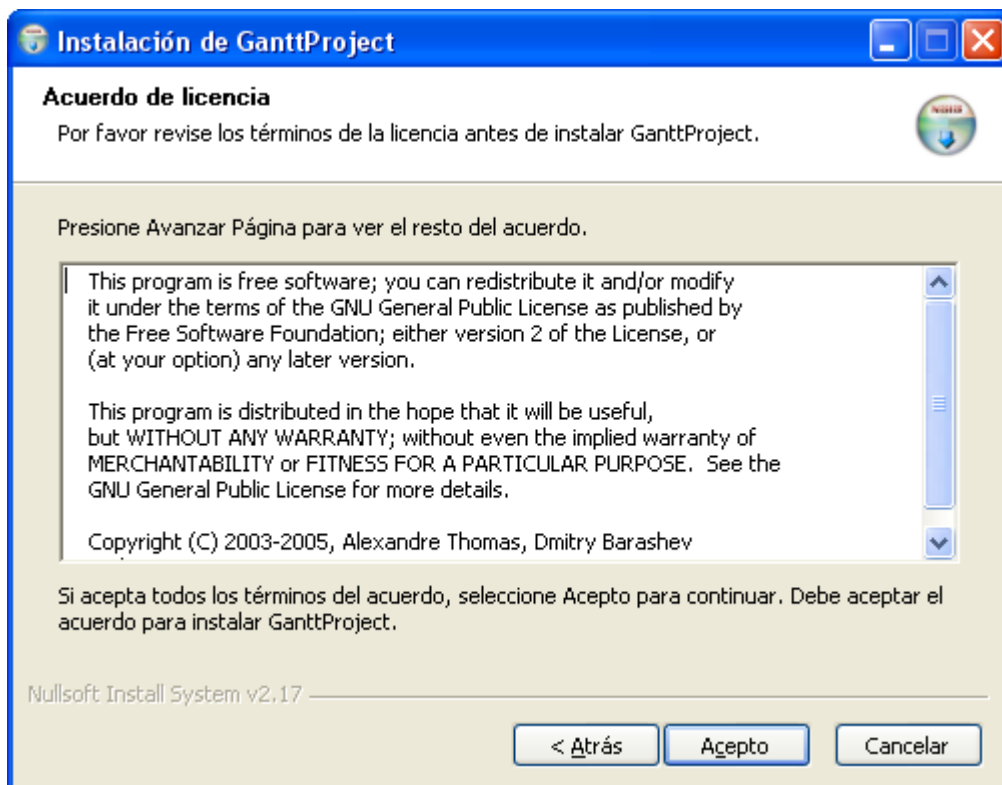 Instalación de GanttProject
Acuerdo de licencia
Por favor revise los términos de la licencia antes de instalar GanttProject.
Presione Avanzar Página para ver el resto del acuerdo.
This program is free software; you can redistribute it and/or modify
it under the terms of the GNU General Public License as published by
the Free Software Foundation; either version 2 of the License, or
(at your option) any later version.
This program is distributed in the hope that it will be useful,
but WITHOUT ANY WARRANTY; without even the implied warranty of
MERCHANTABILITY or FITNESS FOR A PARTICULAR PURPOSE.  See the
GNU General Public License for more details.
Copyright (C) 2003-2005, Alexandre Thomas, Dmitry Barashev
Si acepta todos los términos del acuerdo, seleccione Acepto para continuar. Debe aceptar el
acuerdo para instalar GanttProject.
Nullsoft Install System v2.17
< Atrás
Acepto
Cancelar